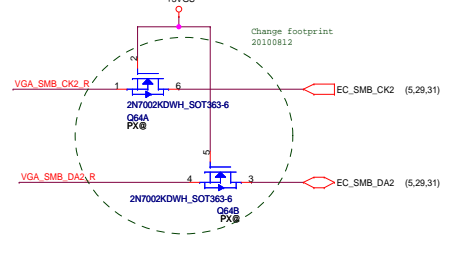 Change footprint
20100812
2
VGA_SMB_CK2_R
1
6
EC_SMB_CK2
(5,29,31)
2N7002KDWH_SOT363-6
Q64A
PX@
5
VGA_SMB_DA2_R
4
3
EC_SMB_DA2
(5,29,31)
2N7002KDWH_SOT363-6
Q64B
PX@